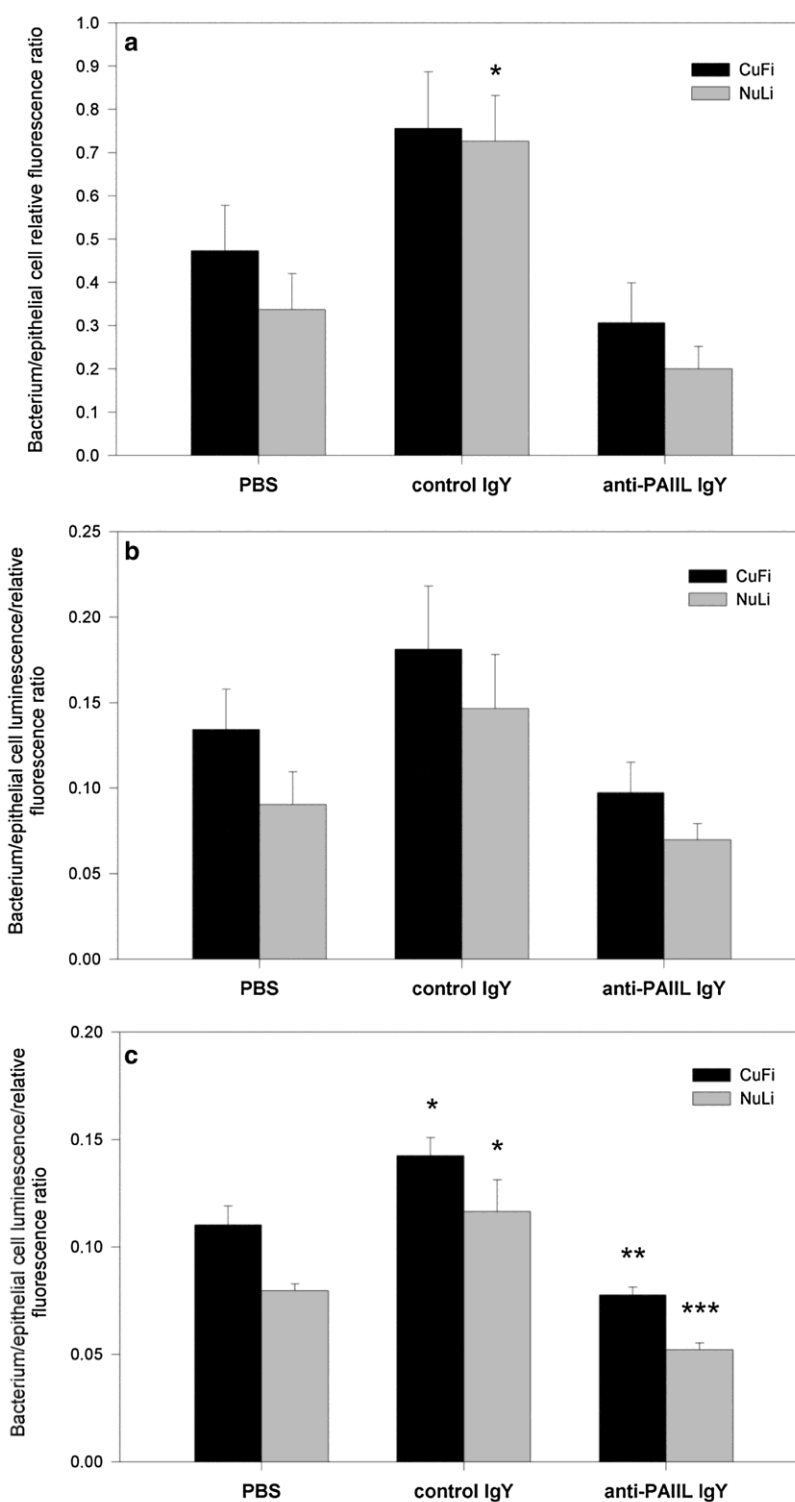 a
Bacterium/epithelial cell relative fluorescence ratio
1.0
0.9
0.8
0.7
0.6
0.5
0.4
0.3
0.2
0.1
0.0
*
CuFi
NuLi
PBS
control IgY
anti-PAIIL IgY
b
Bacterium/epithelial cell luminescence/relative
fluorescence ratio
0.25
0.20
0.15
0.10
0.05
0.00
CuFi
NuLi
PBS
control IgY
anti-PAIIL IgY
c
Bacterium/epithelial cell luminescence/relative
fluorescence ratio
0.20
0.15
0.10
0.05
0.00
CuFi
NuLi
*
*
**
***
PBS
control IgY
anti-PAIIL IgY